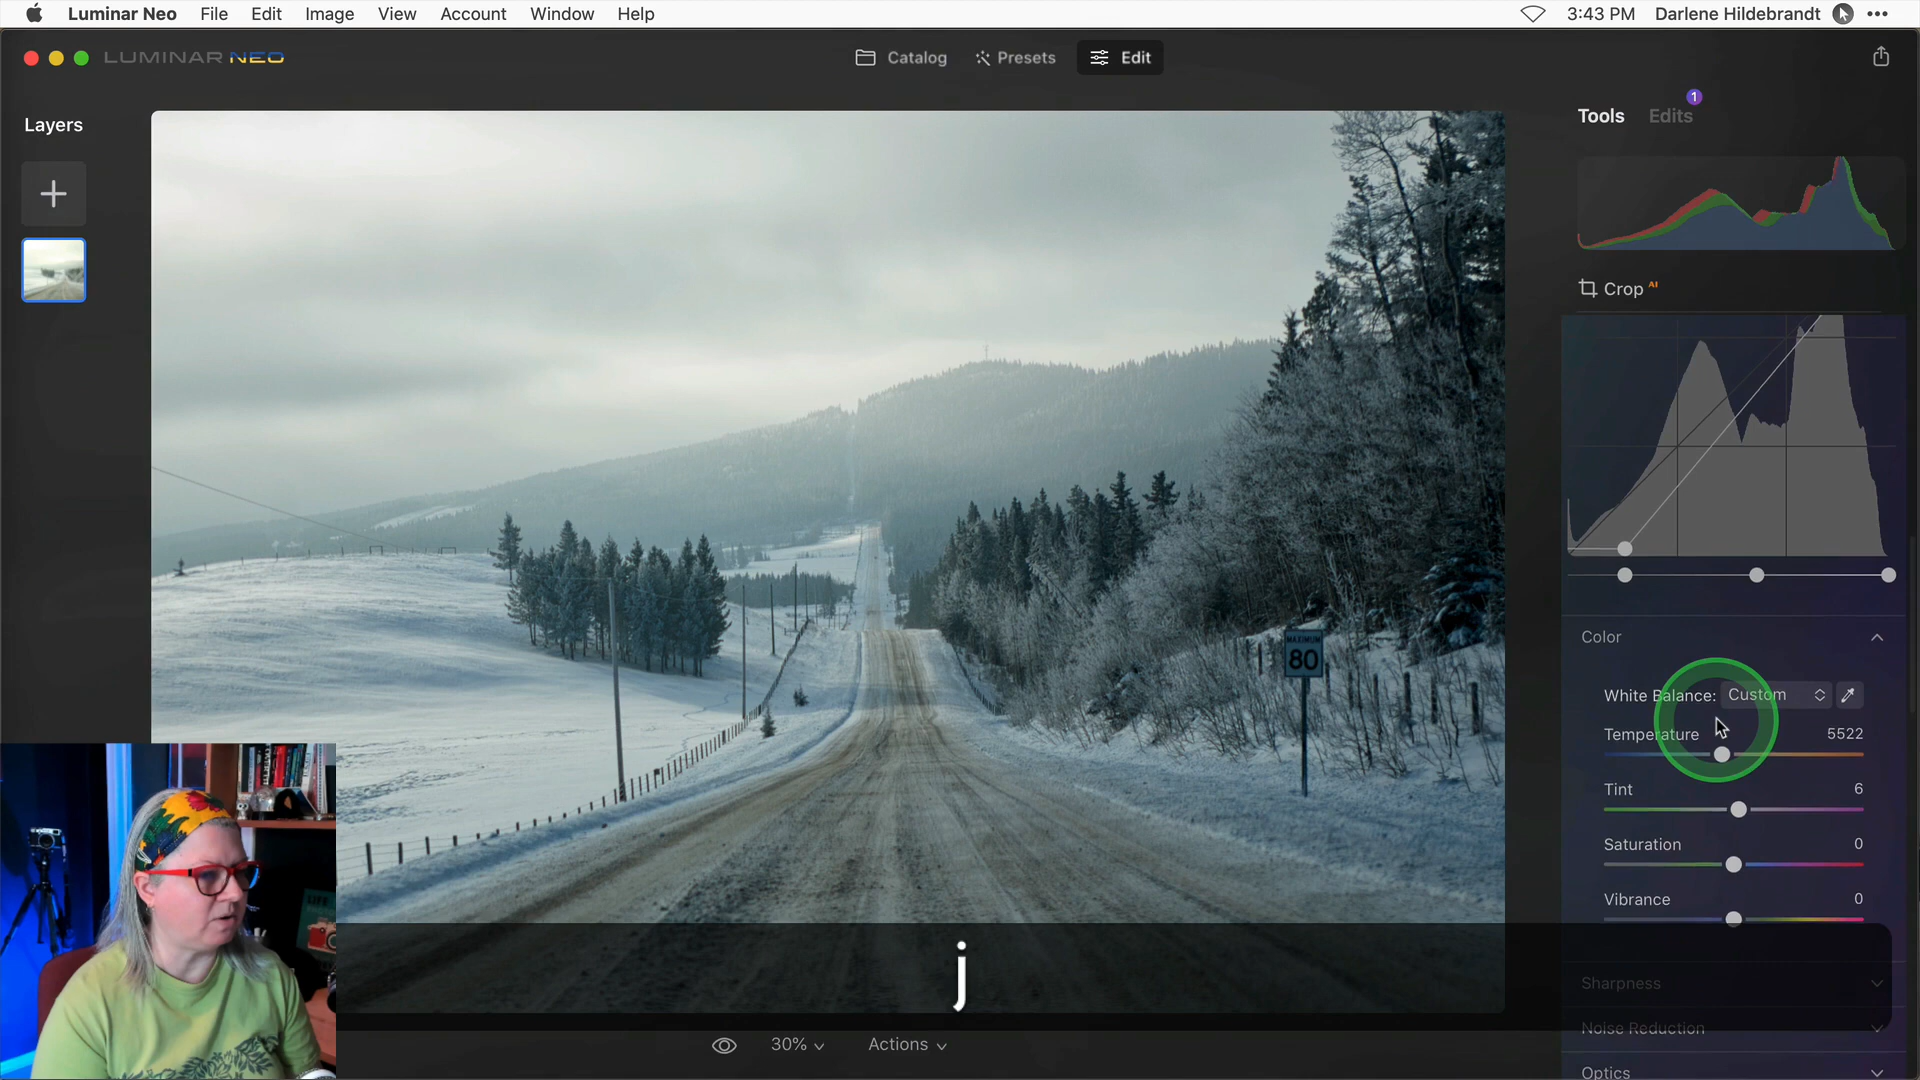 Luminar Neo File Edit Image View Account Window Help 3:43 PM Darlene Hildebrandt
LUMINAR NEO Catalog Presets Edit
Layers
Tools Edits 1
Crop AI
Color
White Balance: Custom
Temperature 5522
Tint 6
Saturation 0
Vibrance 0
Sharpness
Noise Reduction
Optics
MAXIMUM
80
j
30% Actions